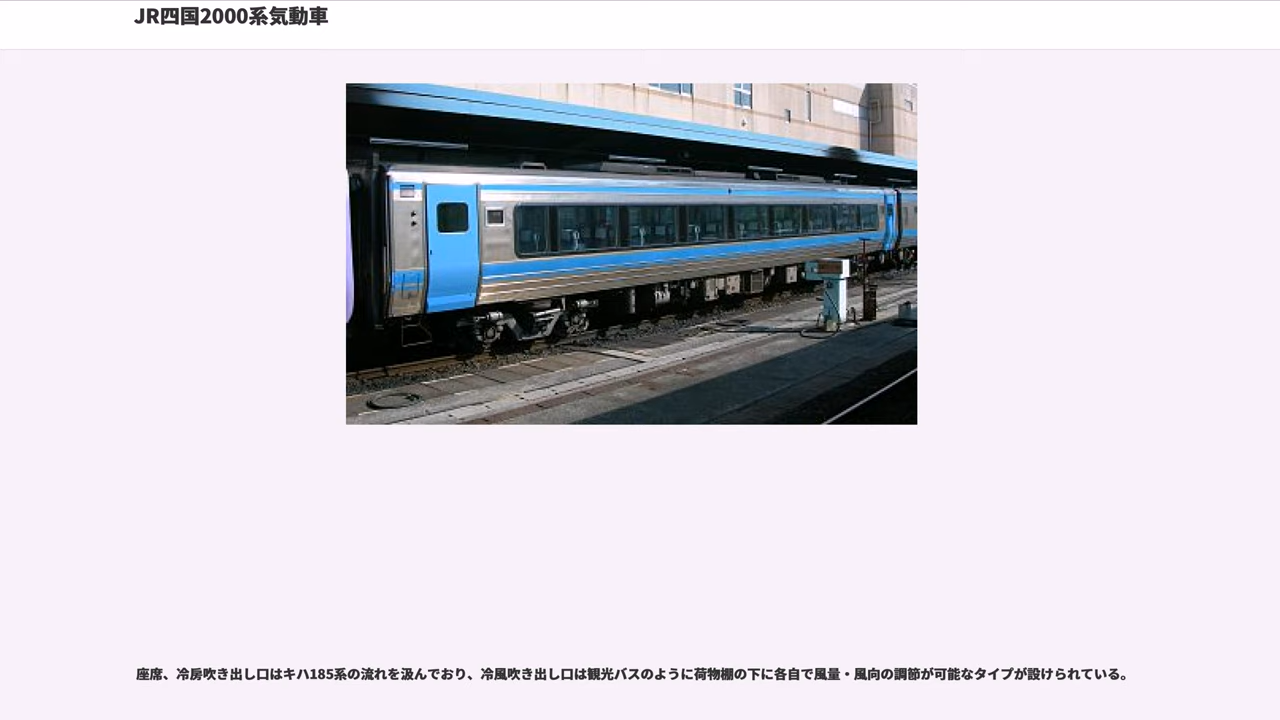 JR四国2000系気動車
座席、冷房吹き出し口はキハ185系の流れを汲んでおり、冷風吹き出し口は観光バスのように荷物棚の下に各自で風量・風向の調節が可能なタイプが設けられている。